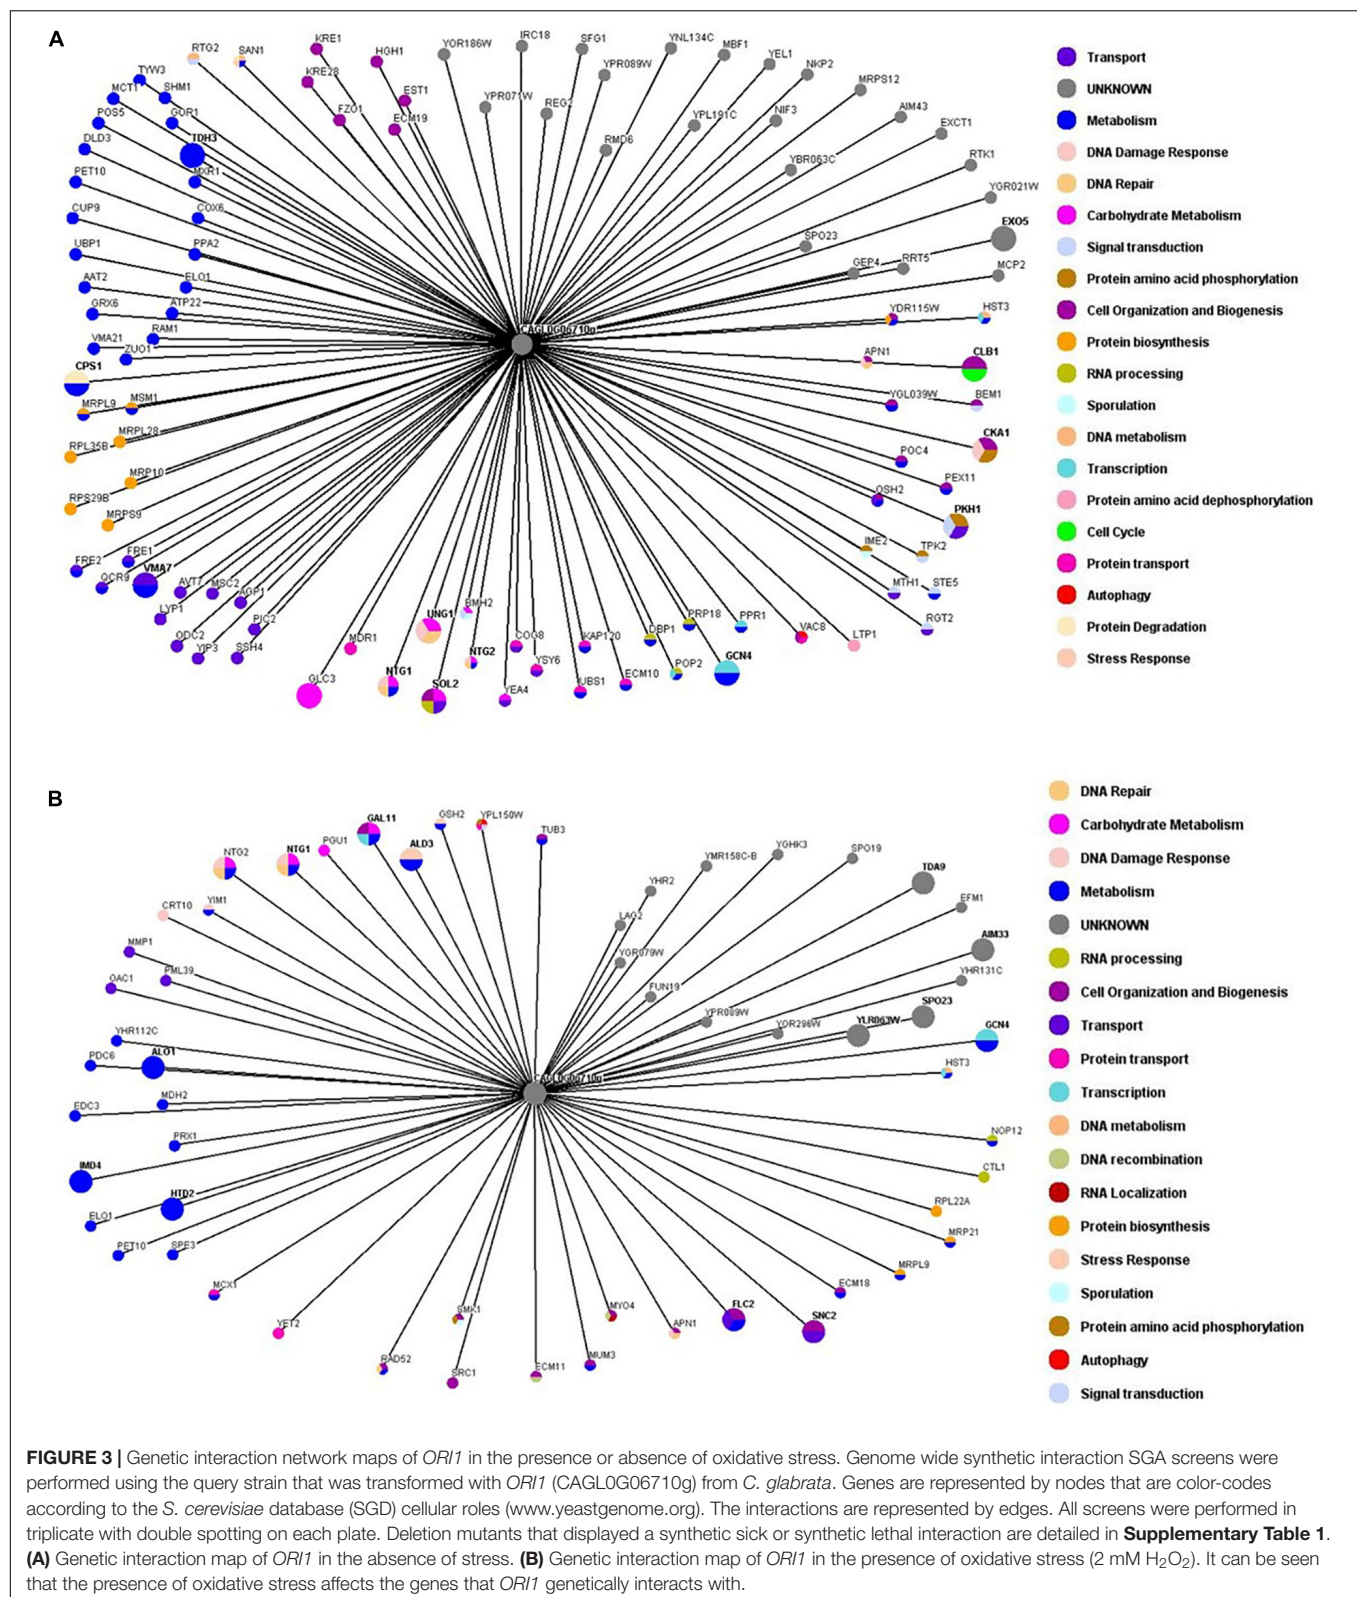 A
KRE1
IRC18
SFG1
YNL134C
RTG2
SAN1
HGH1
YOR186W
MBF1
YEL1
TYW3
KRE28
YPR089W
NKP2
MCT1
SHM1
EST1
YPR071W
REG2
MRPS12
POS5
GOR1
FZO1
ECM19
YPL191C
NIF3
AIM43
DLD3
TDH3
RMD6
EXCT1
PET10
MXR1
YBR063C
RTK1
CUP9
COX6
YGR021W
UBP1
PPA2
SPO23
EXO5
AAT2
ELO1
GEP4
RRT5
MCP2
GRX6
ATP22
YDR115W
HST3
VMA21
RAM1
CAGL0G06710g
ZUO1
APN1
CLB1
CPS1
MRPL9
MSM1
YGL039W
BEM1
RPL35B
MRPL28
CKA1
POC4
RPS29B
MRP10
OSH2
PEX11
MRPS9
PKH1
FRE2
FRE1
IME2
TPK2
QCR9
VMA7
AVT7
MSC2
AGP1
MTH1
STE5
LYP1
PIC2
UNG1
BMH2
RGT2
ODC2
YIP3
SSH4
MDR1
NTG2
COG8
YSY6
KAP120
DBP1
PRP18
PPR1
VAC8
LTP1
GLC3
NTG1
SOL2
YEA4
UBS1
ECM10
POP2
GCN4
Transport
UNKNOWN
Metabolism
DNA Damage Response
DNA Repair
Carbohydrate Metabolism
Signal transduction
Protein amino acid phosphorylation
Cell Organization and Biogenesis
Protein biosynthesis
RNA processing
Sporulation
DNA metabolism
Transcription
Protein amino acid dephosphorylation
Cell Cycle
Protein transport
Autophagy
Protein Degradation
Stress Response
B
GAL11
GSH2
YPL150W
TUB3
NTG2
NTG1
PGU1
ALD3
YMR158C-B
YGHK3
SPO19
TDA9
CRT10
YIM1
YHR2
EFM1
MMP1
LAG2
AIM33
OAC1
PML39
YGR079W
YHR131C
FUN19
SPO23
YPR089W
YOR296W
YLR063W
GCN4
YHR112C
PDC6
ALO1
HST3
CAGL0G06710g
EDC3
MDH2
PRX1
NOP12
IMD4
CTL1
HTD2
RPL22A
ELO1
MRP21
PET10
SPE3
MRPL9
MCX1
ECM18
YET2
SMK1
MYO4
APN1
FLC2
SNC2
RAD52
SRC1
ECM11
MUM3
DNA Repair
Carbohydrate Metabolism
DNA Damage Response
Metabolism
UNKNOWN
RNA processing
Cell Organization and Biogenesis
Transport
Protein transport
Transcription
DNA metabolism
DNA recombination
RNA Localization
Protein biosynthesis
Stress Response
Sporulation
Protein amino acid phosphorylation
Autophagy
Signal transduction
FIGURE 3 | Genetic interaction network maps of ORI1 in the presence or absence of oxidative stress. Genome wide synthetic interaction SGA screens were
performed using the query strain that was transformed with ORI1 (CAGL0G06710g) from C. glabrata. Genes are represented by nodes that are color-codes
according to the S. cerevisiae database (SGD) cellular roles (www.yeastgenome.org). The interactions are represented by edges. All screens were performed in
triplicate with double spotting on each plate. Deletion mutants that displayed a synthetic sick or synthetic lethal interaction are detailed in Supplementary Table 1.
(A) Genetic interaction map of ORI1 in the absence of stress. (B) Genetic interaction map of ORI1 in the presence of oxidative stress (2 mM H₂O₂). It can be seen
that the presence of oxidative stress affects the genes that ORI1 genetically interacts with.